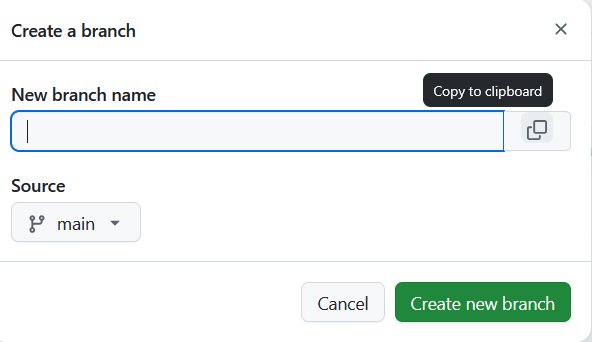 Create a branch
Copy to clipboard
New branch name
Source
main
Cancel
Create new branch